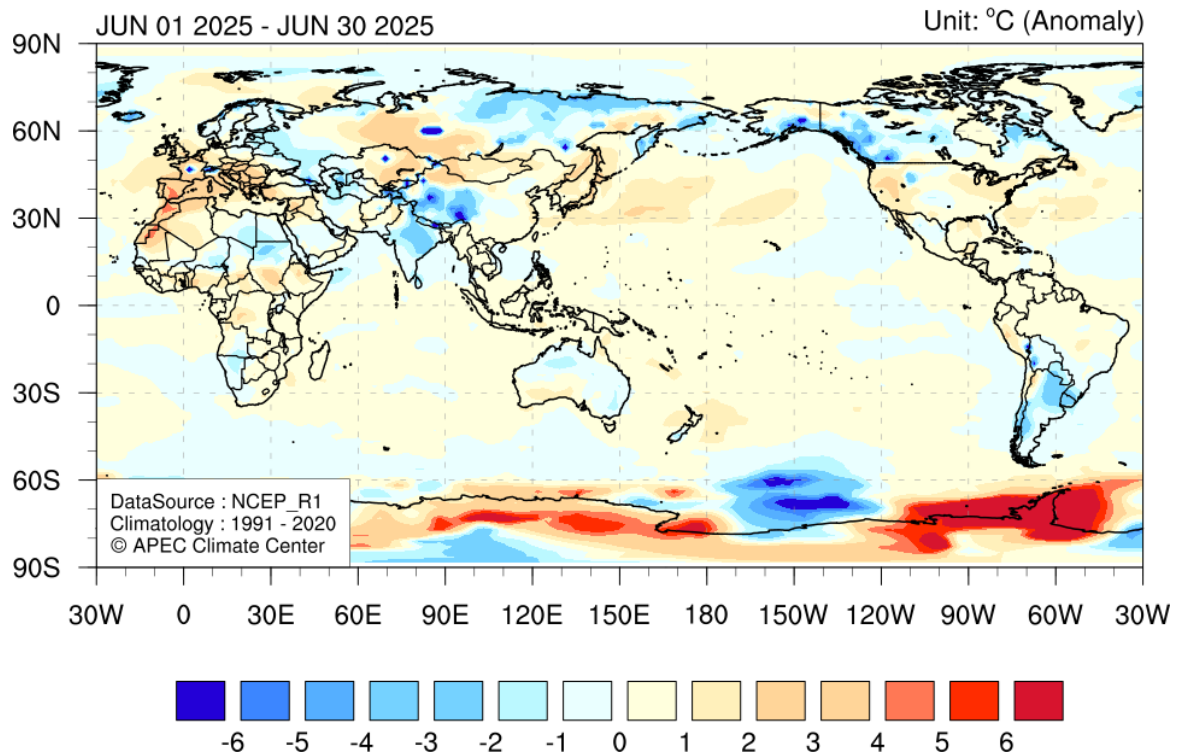 JUN 01 2025 - JUN 30 2025
Unit: °C (Anomaly)
90N
60N
30N
0
30S
60S
90S
DataSource : NCEP_R1
Climatology : 1991 - 2020
© APEC Climate Center
30W 0 30E 60E 90E 120E 150E 180 150W 120W 90W 60W 30W
-6 -5 -4 -3 -2 -1 0 1 2 3 4 5 6